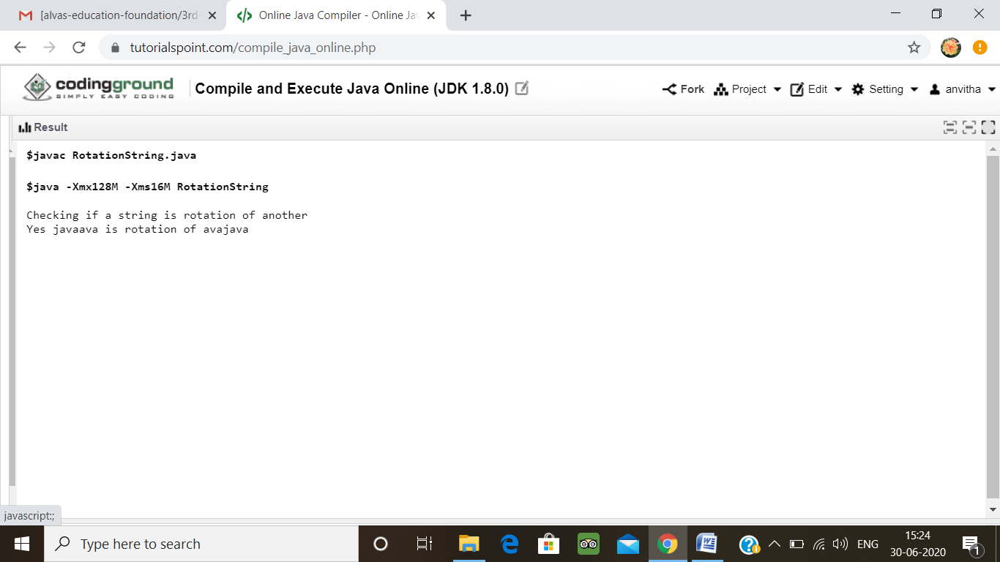 [alvas-education-foundation/3rd
Online Java Compiler - Online Jav
tutorialspoint.com/compile_java_online.php
codingground
SIMPLY EASY CODING
Compile and Execute Java Online (JDK 1.8.0)
Fork
Project
Edit
Setting
anvitha
Result
$javac RotationString.java
$java -Xmx128M -Xms16M RotationString
Checking if a string is rotation of another
Yes javaava is rotation of avajava
javascript:;
Type here to search
ENG
15:24
30-06-2020
1